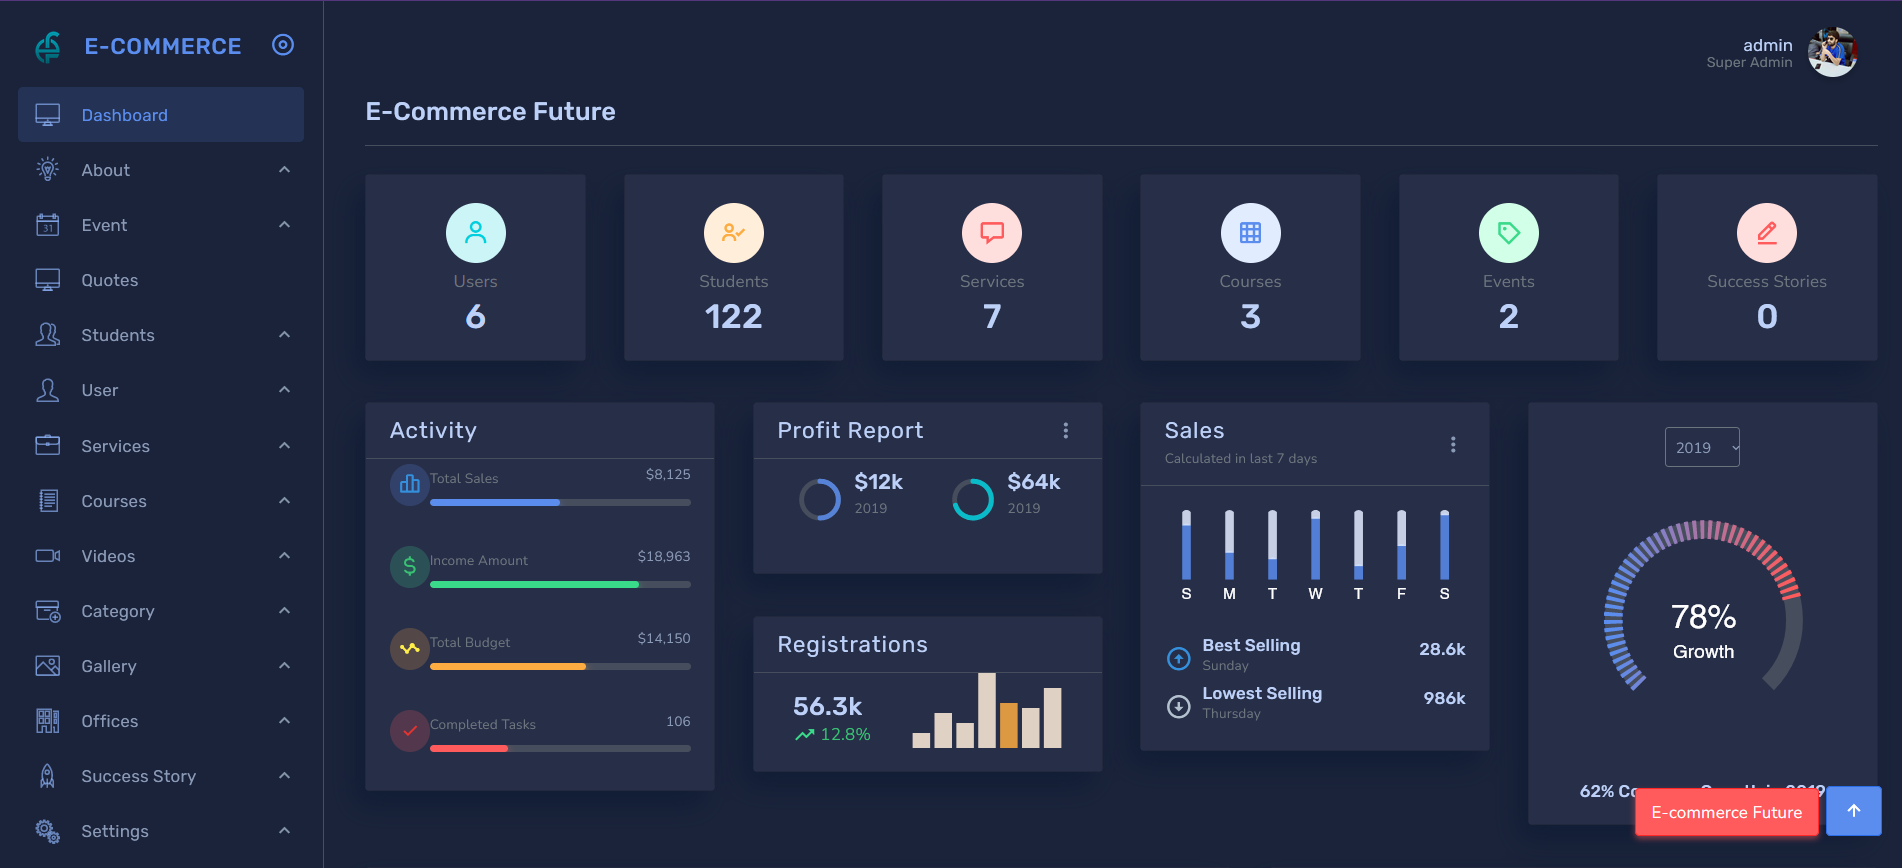 E-COMMERCE
Dashboard
About
Event
31
Quotes
Students
User
Services
Courses
Videos
Category
Gallery
Offices
Success Story
Settings
admin
Super Admin
E-Commerce Future
Users
6
Students
122
Services
7
Courses
3
Events
2
Success Stories
0
Activity
Total Sales
$8,125
Income Amount
$18,963
Total Budget
$14,150
Completed Tasks
106
Profit Report
$12k
2019
$64k
2019
Registrations
56.3k
12.8%
Sales
Calculated in last 7 days
S M T W T F S
Best Selling
Sunday
28.6k
Lowest Selling
Thursday
986k
2019
78%
Growth
62%
E-commerce Future